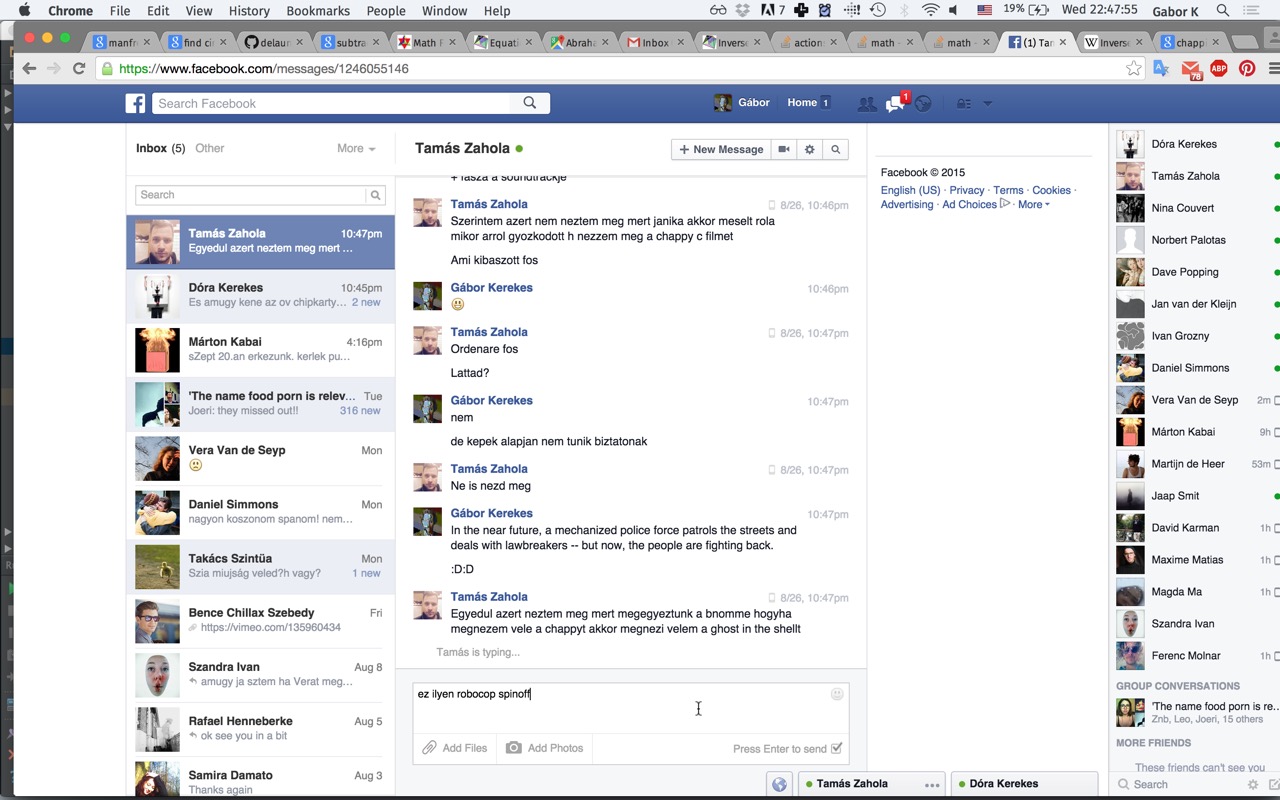 Chrome File Edit View History Bookmarks People Window Help
7 19% Wed 22:47:55 Gabor K
manfr find ci delaun subtra Math F Equati Abraha Inbox Inverse action math - math - (1) Tan Inverse chapp
https://www.facebook.com/messages/1246055146
78 ABP
Search Facebook
Gábor Home 1 1
Inbox (5) Other More
Search
Tamás Zahola 10:47pm
Egyedul azert neztem meg mert ...
Dóra Kerekes 10:45pm
Es amugy kene az ov chipkarty... 2 new
Márton Kabai 4:16pm
sZept 20.an erkezunk. kerlek pu...
'The name food porn is relev... Tue
Joeri: they missed out!! 316 new
Vera Van de Seyp Mon
Daniel Simmons Mon
nagyon koszonom spanom! nem...
Takács Szintüa Mon
Szia miujság veled?h vagy? 1 new
Bence Chillax Szebedy Fri
https://vimeo.com/135960434
Szandra Ivan Aug 8
amugy ja sztem ha Verat meg...
Rafael Henneberke Aug 5
ok see you in a bit
Samira Damato Aug 3
Thanks again
Tamás Zahola
+ New Message
+ fasza a soundtrackje
Tamás Zahola 8/26, 10:46pm
Szerintem azert nem neztem meg mert janika akkor meselt rola
mikor arrol gyozkodott h nezzem meg a chappy c filmet
Ami kibaszott fos
Gábor Kerekes 10:46pm
Tamás Zahola 8/26, 10:47pm
Ordenare fos
Lattad?
Gábor Kerekes 10:47pm
nem
de kepek alapjan nem tunik biztatonak
Tamás Zahola 8/26, 10:47pm
Ne is nezd meg
Gábor Kerekes 10:47pm
In the near future, a mechanized police force patrols the streets and
deals with lawbreakers -- but now, the people are fighting back.
:D:D
Tamás Zahola 8/26, 10:47pm
Egyedul azert neztem meg mert megegyeztunk a bnomme hogyha
megnezem vele a chappyt akkor megnezi velem a ghost in the shellt
Tamás is typing...
ez ilyen robocop spinoff
Add Files Add Photos Press Enter to send
Facebook © 2015
English (US) · Privacy · Terms · Cookies ·
Advertising · Ad Choices · More
Dóra Kerekes
Tamás Zahola
Nina Couvert
Norbert Palotas
Dave Popping
Jan van der Kleijn
Ivan Grozny
Daniel Simmons
Vera Van de Seyp 2m
Márton Kabai 9h
Martijn de Heer 53m
Jaap Smit
David Karman 1h
Maxime Matias 1h
Magda Ma 1h
Szandra Ivan
Ferenc Molnar 1h
GROUP CONVERSATIONS
'The name food porn is re...
Znb, Leo, Joeri, 15 others
MORE FRIENDS
These friends can't see you
Search
Tamás Zahola
Dóra Kerekes